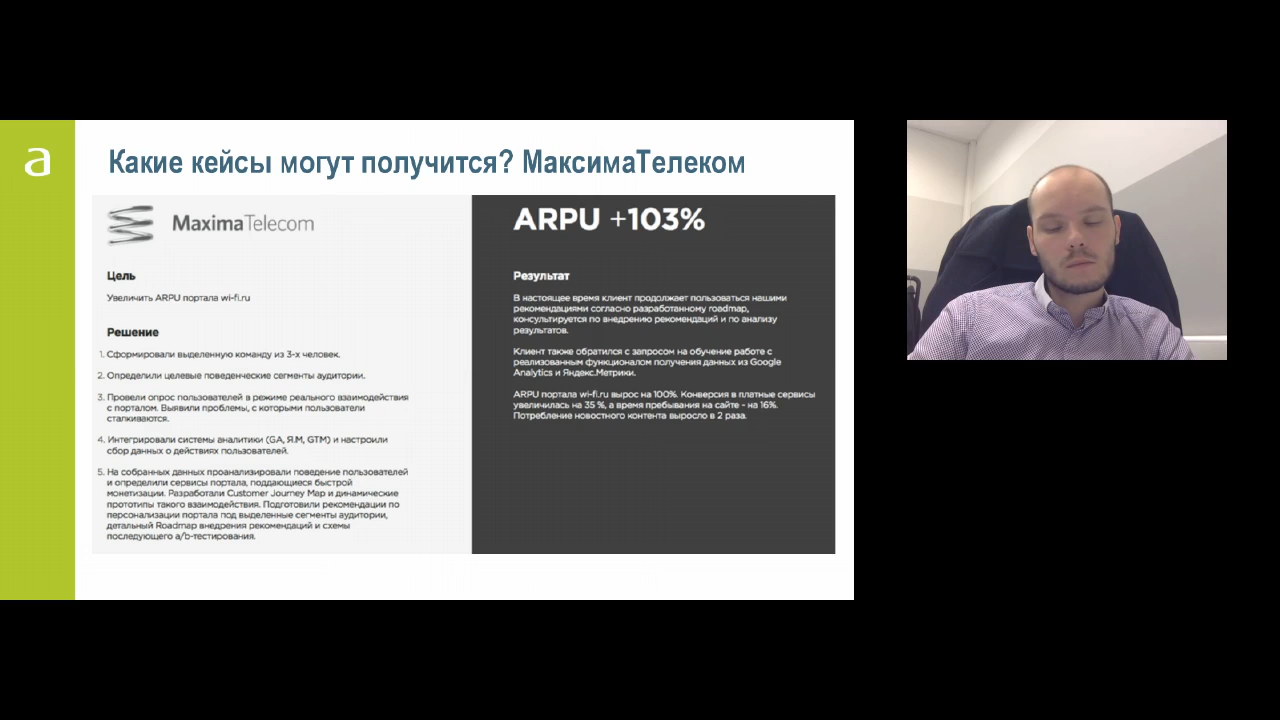 a
Какие кейсы могут получится? МаксимаТелеком
MaximaTelecom
Цель
Увеличить ARPU портала wi-fi.ru
Решение
1. Сформировали выделенную команду из 3-х человек.
2. Определили целевые поведенческие сегменты аудитории.
3. Провели опрос пользователей в режиме реального взаимодействия
с порталом. Выявили проблемы, с которыми пользователи
сталкиваются.
4. Интегрировали системы аналитики (GA, Я.М, GTM) и настроили
сбор данных о действиях пользователей.
5. На собранных данных проанализировали поведение пользователей
и определили сервисы портала, поддающиеся быстрой
монетизации. Разработали Customer Journey Map и динамические
прототипы такого взаимодействия. Подготовили рекомендации по
персонализации портала под выделенные сегменты аудитории,
детальный Roadmap внедрения рекомендаций и схемы
последующего a/b-тестирования.
ARPU +103%
Результат
В настоящее время клиент продолжает пользоваться нашими
рекомендациями согласно разработанному roadmap,
консультируется по внедрению рекомендаций и по анализу
результатов.
Клиент также обратился с запросом на обучение работе с
реализованным функционалом получения данных из Google
Analytics и Яндекс.Метрики.
ARPU портала wi-fi.ru вырос на 100%. Конверсия в платные сервисы
увеличилась на 35 %, а время пребывания на сайте - на 16%.
Потребление новостного контента выросло в 2 раза.